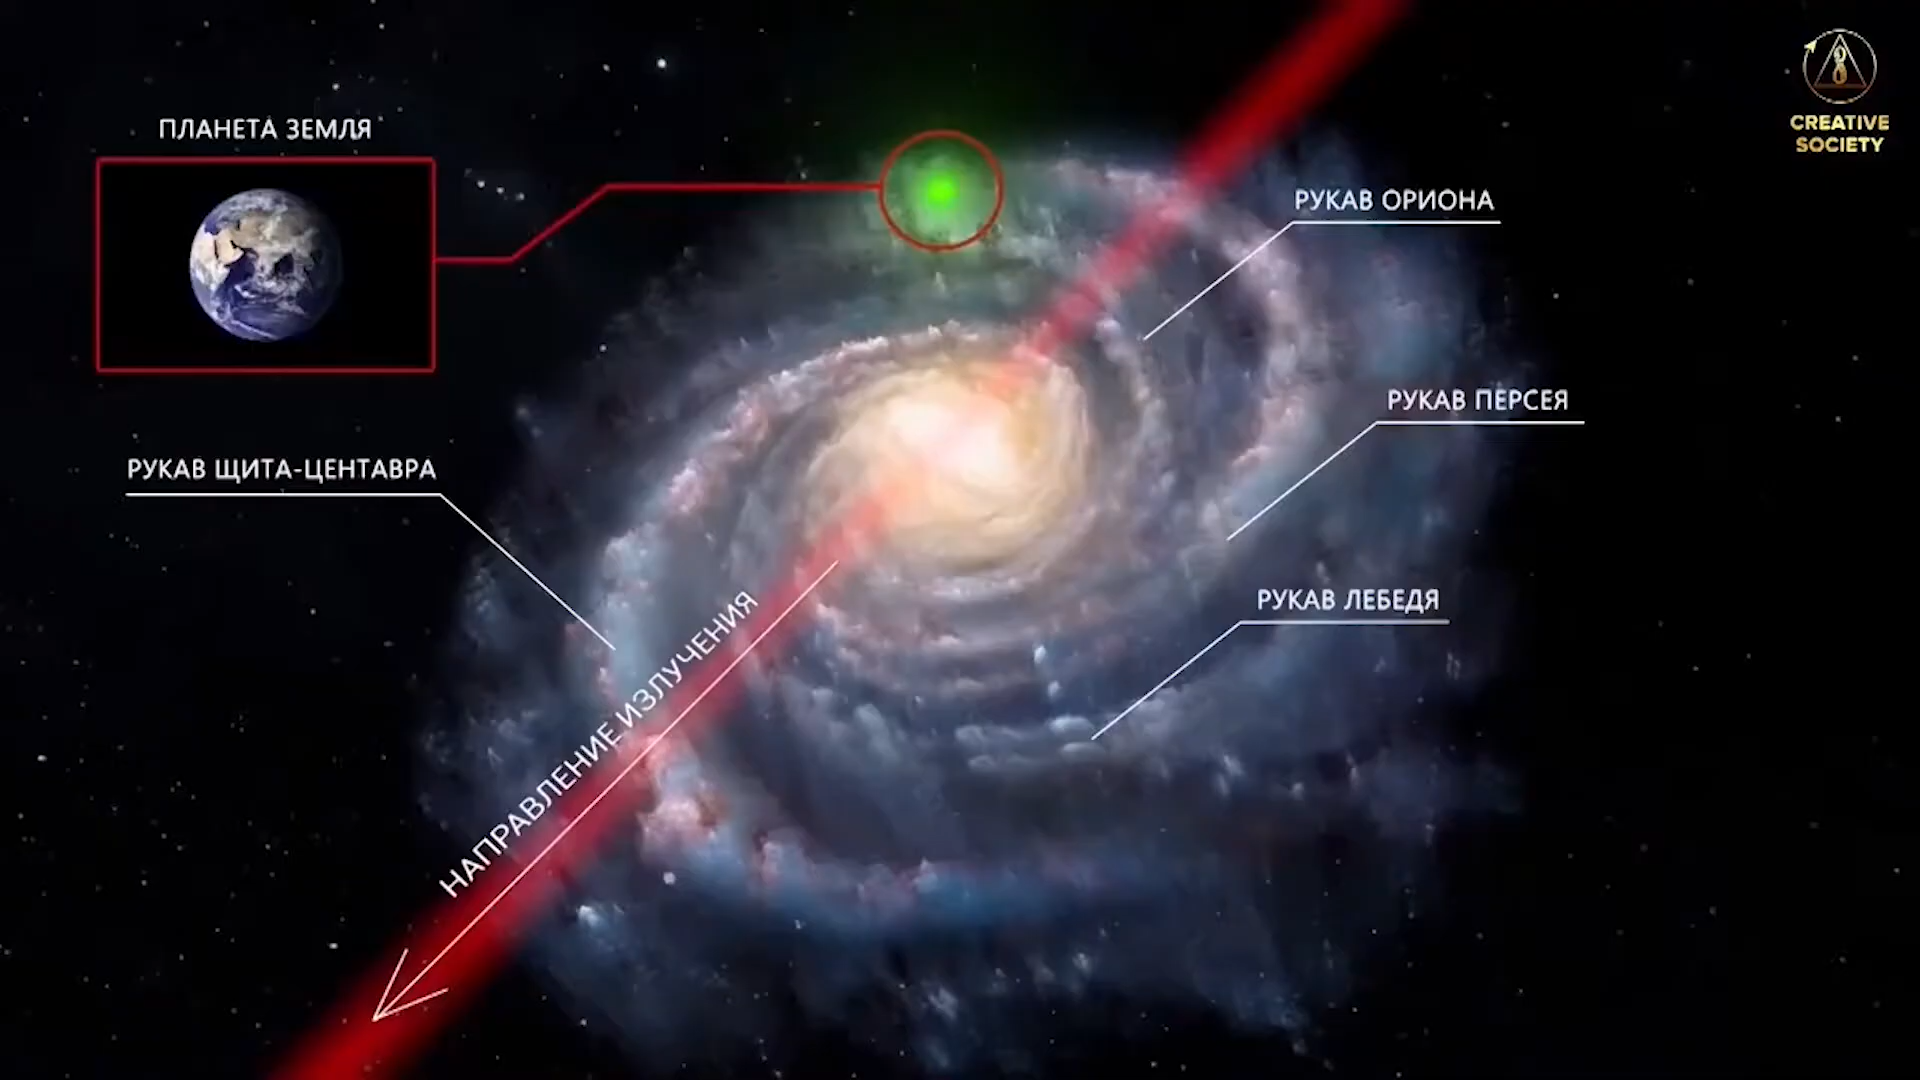 CREATIVE
SOCIETY
ПЛАНЕТА ЗЕМЛЯ
РУКАВ ОРИОНА
РУКАВ ПЕРСЕЯ
РУКАВ ЩИТА-ЦЕНТАВРА
РУКАВ ЛЕБЕДЯ
НАПРАВЛЕНИЕ ИЗЛУЧЕНИЯ